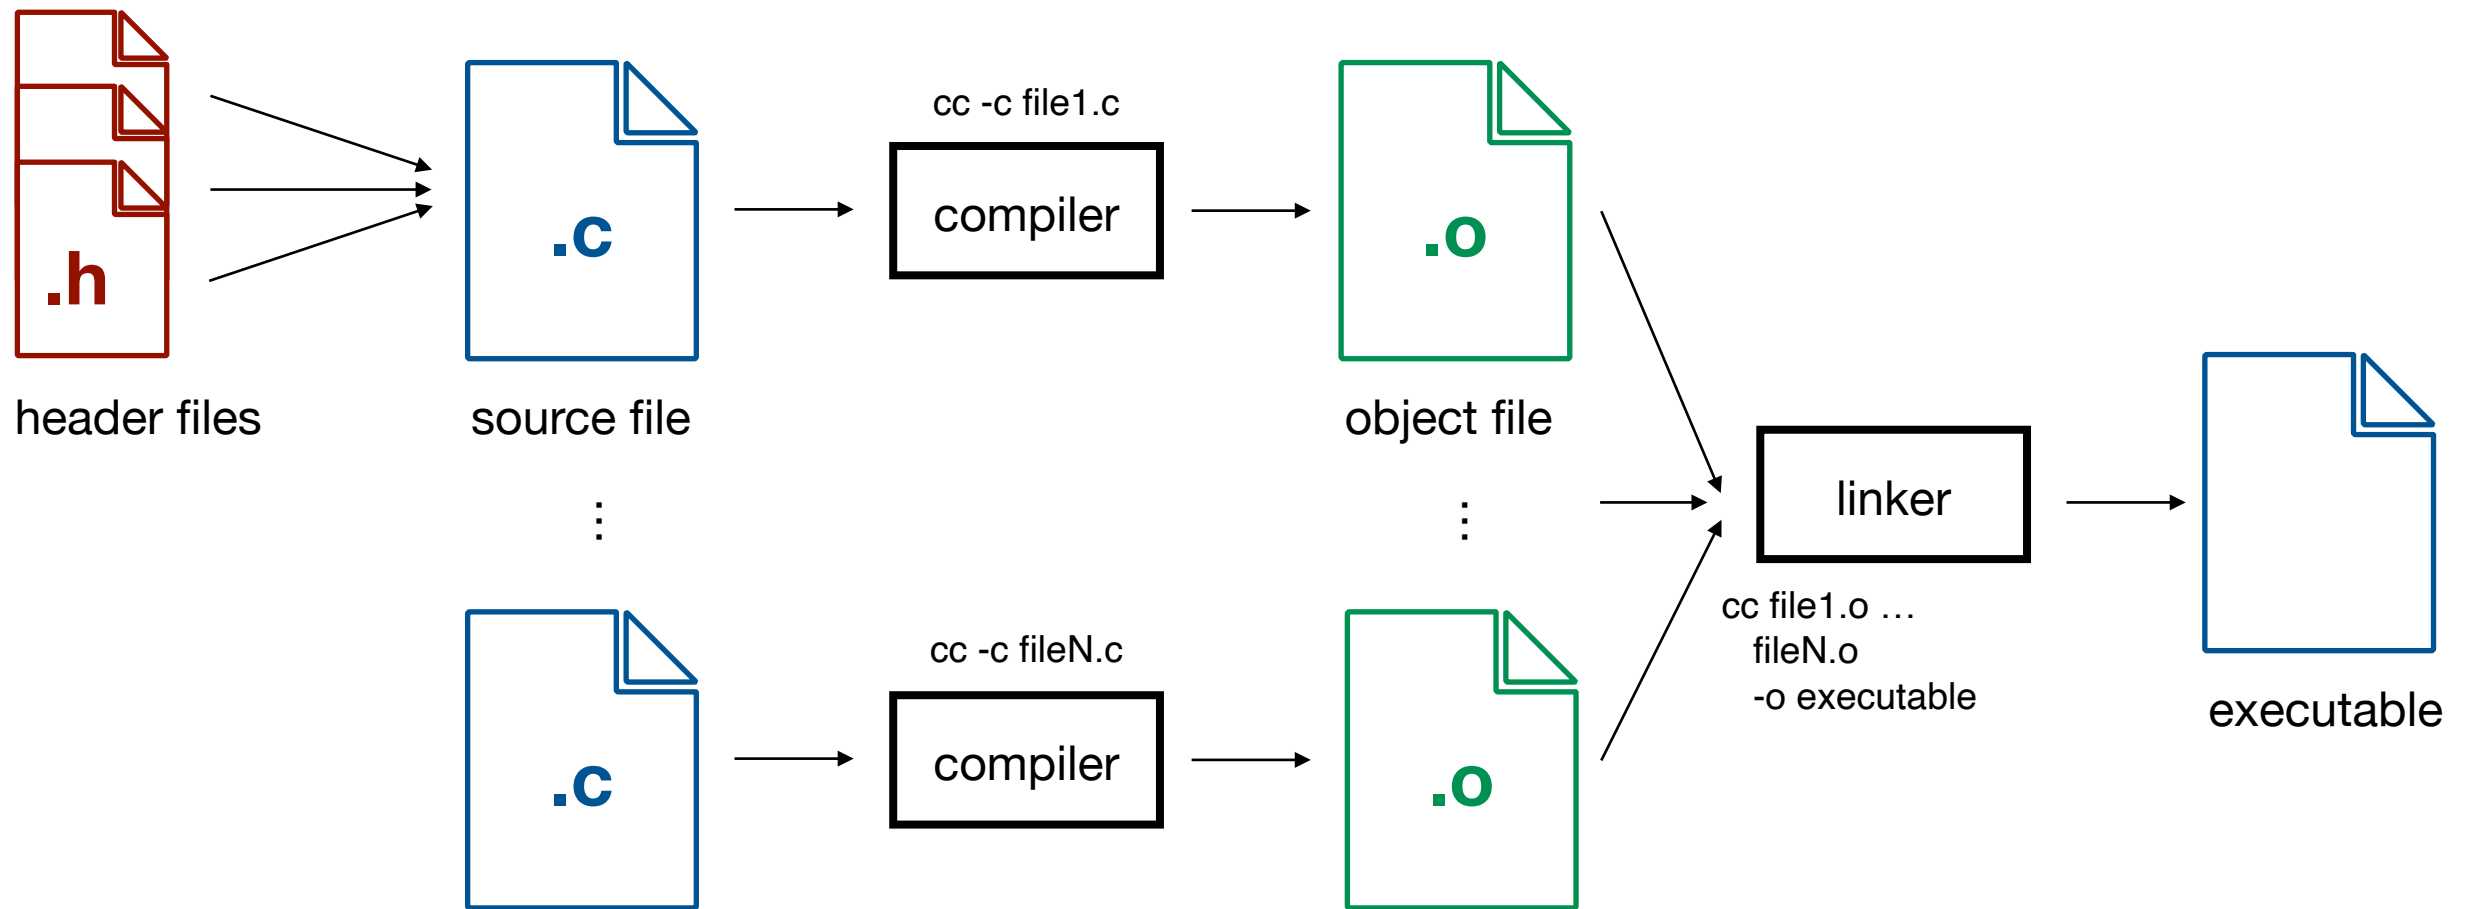 .h
header files
.c
source file
cc -c file1.c
compiler
.o
object file
⋮
⋮
.c
cc -c fileN.c
compiler
.o
linker
cc file1.o …
fileN.o
-o executable
executable